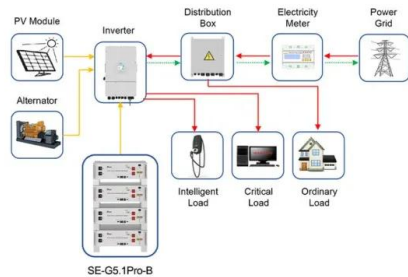 PV Module
Inverter
Distribution
Box
Electricity
Meter
Power
Grid
Alternator
Intelligent
Load
Critical
Load
Ordinary
Load
SE-G5.1Pro-B